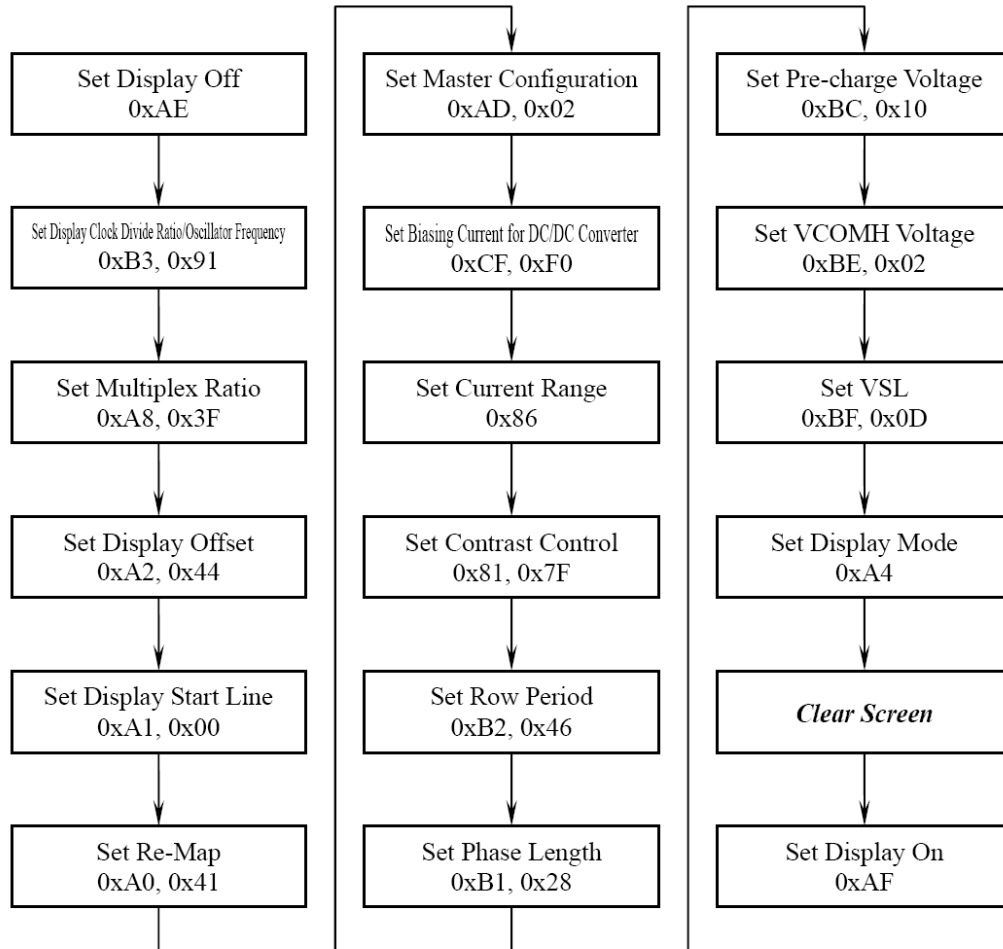 Set Display Off
0xAE
Set Display Clock Divide Ratio/Oscillator Frequency
0xB3, 0x91
Set Multiplex Ratio
0xA8, 0x3F
Set Display Offset
0xA2, 0x44
Set Display Start Line
0xA1, 0x00
Set Re-Map
0xA0, 0x41
Set Master Configuration
0xAD, 0x02
Set Biasing Current for DC/DC Converter
0xCF, 0xF0
Set Current Range
0x86
Set Contrast Control
0x81, 0x7F
Set Row Period
0xB2, 0x46
Set Phase Length
0xB1, 0x28
Set Pre-charge Voltage
0xBC, 0x10
Set VCOMH Voltage
0xBE, 0x02
Set VSL
0xBF, 0x0D
Set Display Mode
0xA4
Clear Screen
Set Display On
0xAF